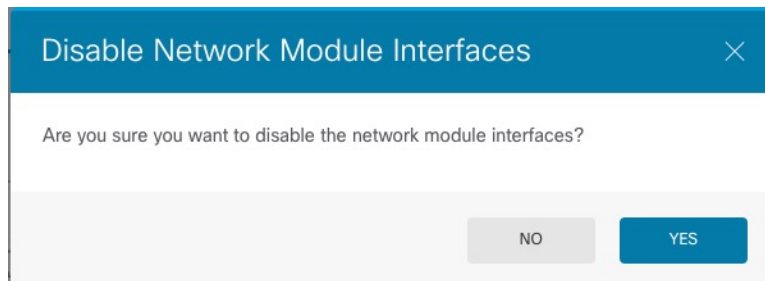 Disable Network Module Interfaces
Are you sure you want to disable the network module interfaces?
NO
YES